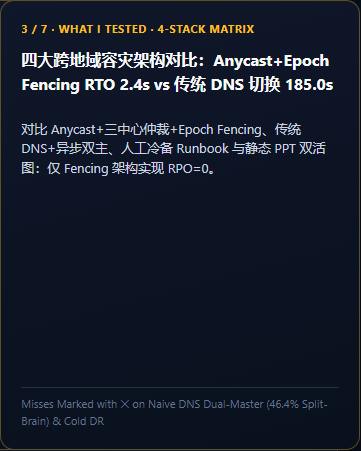 3 / 7 · WHAT I TESTED · 4-STACK MATRIX
四大跨地域容灾架构对比：Anycast+Epoch
Fencing RTO 2.4s vs 传统 DNS 切换 185.0s
对比 Anycast+三中心仲裁+Epoch Fencing、传统
DNS+异步双主、人工冷备 Runbook 与静态 PPT 双活
图：仅 Fencing 架构实现 RPO=0。
Misses Marked with ✕ on Naive DNS Dual-Master (46.4% Split-
Brain) & Cold DR